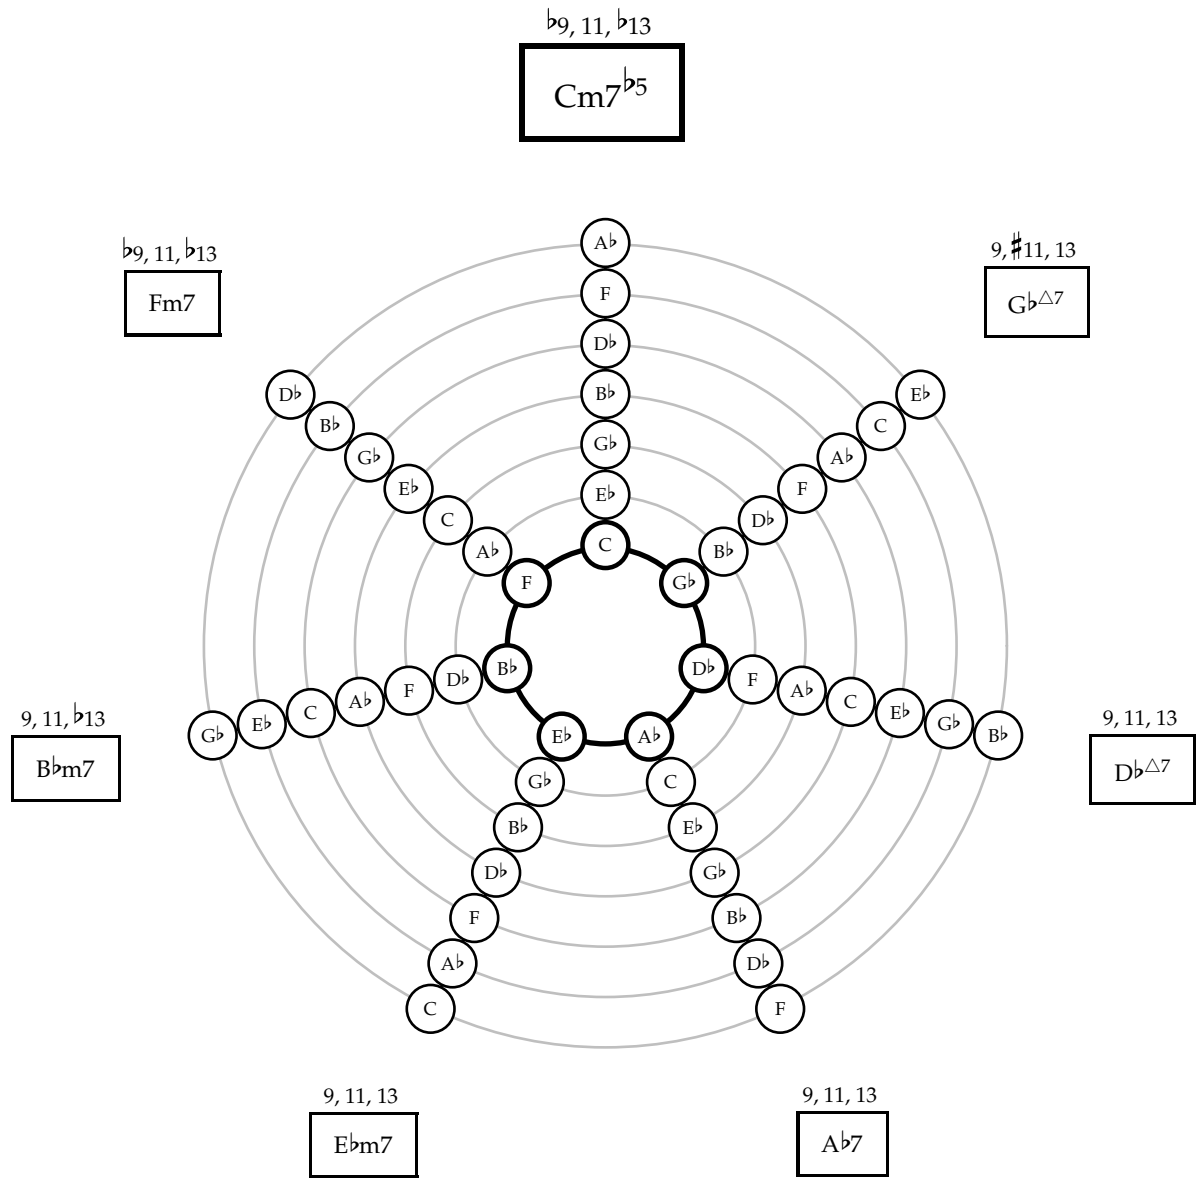 ♭9, 11, ♭13
Cm7♭5
♭9, 11, ♭13
Fm7
9, ♯11, 13
G♭△7
A♭
F
D♭
B♭
G♭
E♭
C
D♭
B♭
G♭
E♭
C
A♭
F
E♭
C
A♭
F
D♭
B♭
G♭
G♭
E♭
C
A♭
F
D♭
B♭
D♭
F
A♭
C
E♭
G♭
B♭
9, 11, ♭13
B♭m7
9, 11, 13
D♭△7
E♭
G♭
B♭
D♭
F
A♭
C
A♭
C
E♭
G♭
B♭
D♭
F
9, 11, 13
E♭m7
9, 11, 13
A♭7